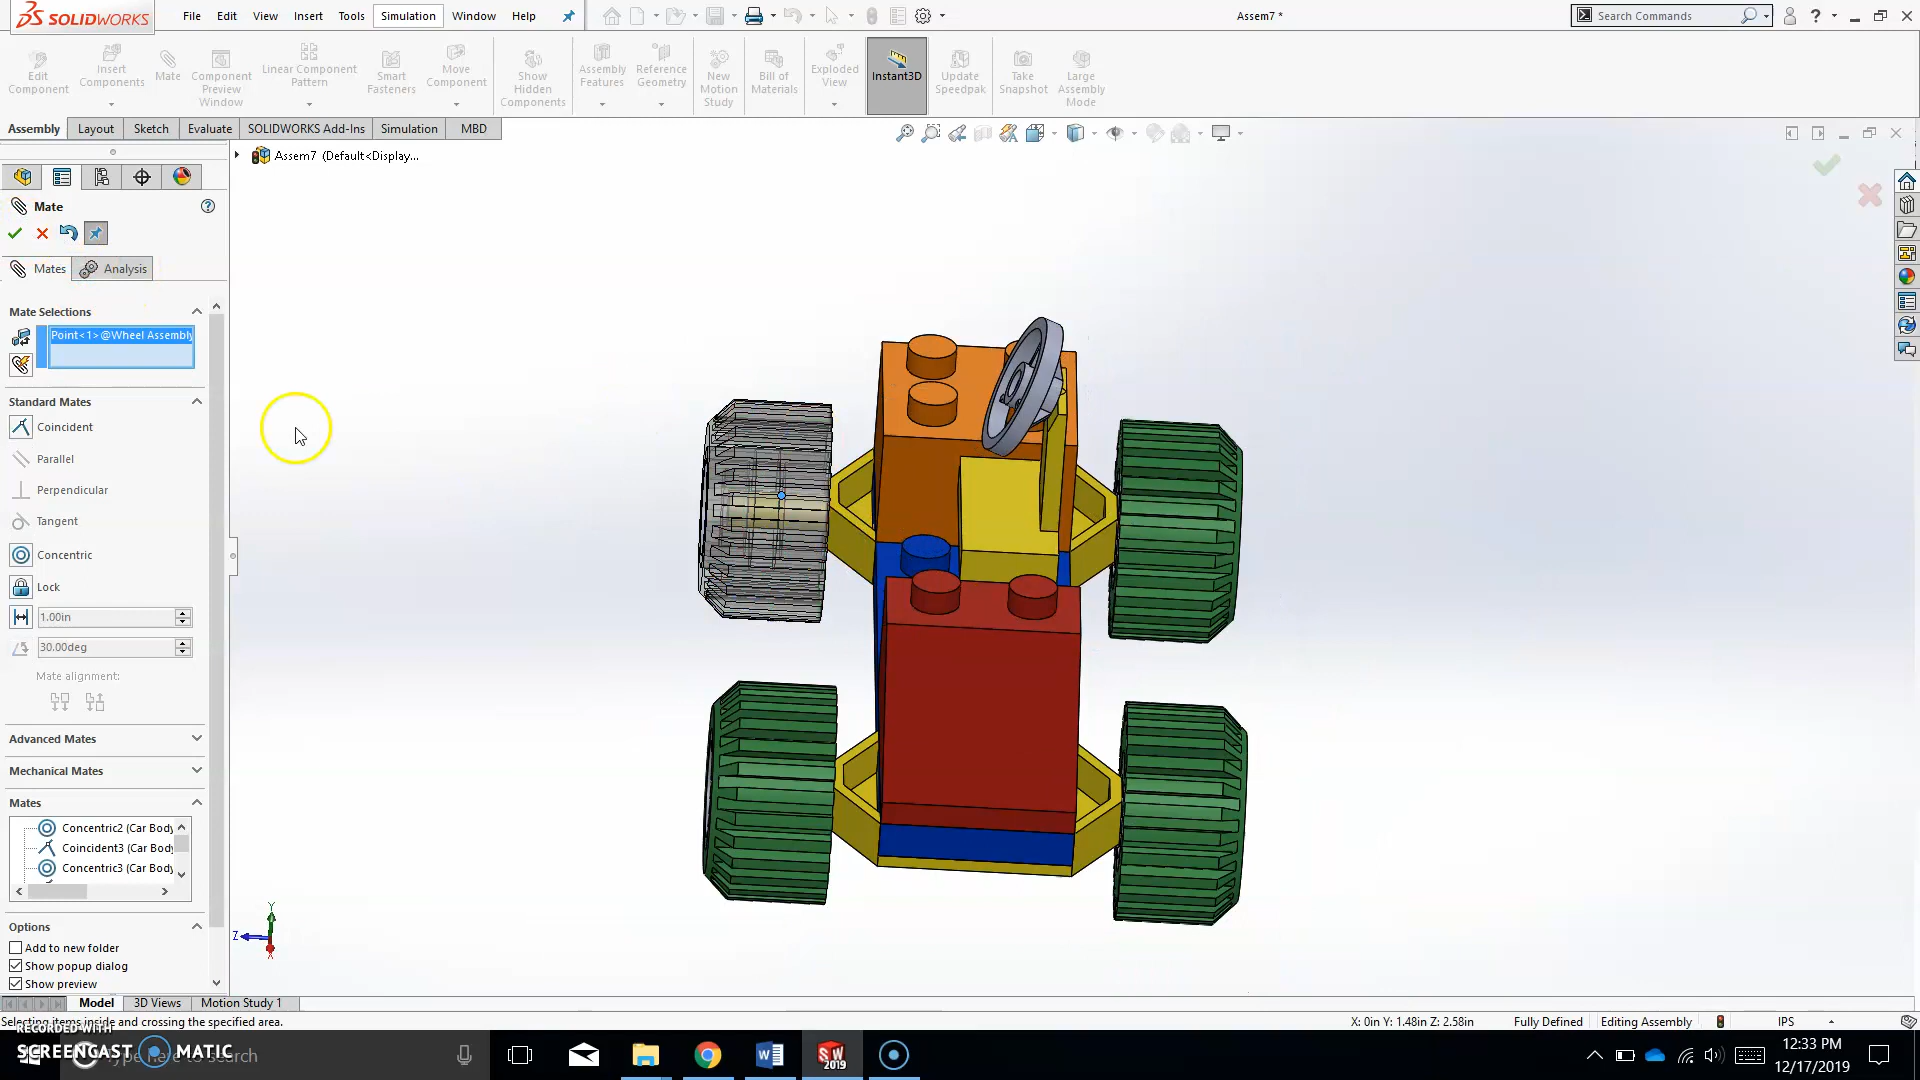 SOLIDWORKS File Edit View Insert Tools Simulation Window Help Assem7 * Search Commands
Edit Component Insert Components Mate Component Preview Window Linear Component Pattern Smart Fasteners Move Component Show Hidden Components Assembly Features Reference Geometry New Motion Study Bill of Materials Exploded View Instant3D Update Speedpak Take Snapshot Large Assembly Mode
Assembly Layout Sketch Evaluate SOLIDWORKS Add-Ins Simulation MBD
Assem7 (Default<Display...
Mate
Mates Analysis
Mate Selections
Point<1>@Wheel Assembly
Standard Mates
Coincident
Parallel
Perpendicular
Tangent
Concentric
Lock
1.00in
30.00deg
Mate alignment:
Advanced Mates
Mechanical Mates
Mates
Concentric2 (Car Body
Coincident3 (Car Body
Concentric3 (Car Body
Options
Add to new folder
Show popup dialog
Show preview
Y
Z
X
Model 3D Views Motion Study 1
Selecting items inside and crossing the specified area. X: 0in Y: 1.48in Z: 2.58in Fully Defined Editing Assembly IPS
RECORDED WITH
SCREENCAST MATIC
Type here to search
SW
2019
12:33 PM
12/17/2019